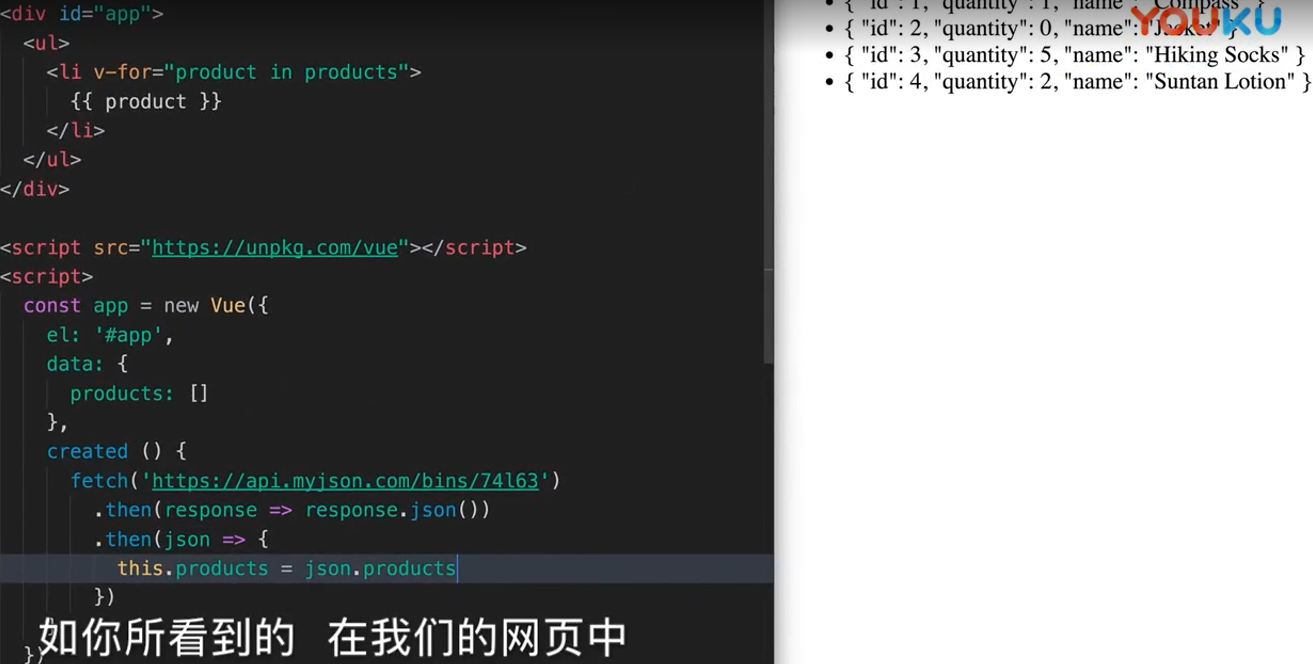 <div id="app">
<ul>
<li v-for="product in products">
{{ product }}
</li>
</ul>
</div>
<script src="https://unpkg.com/vue"></script>
<script>
const app = new Vue({
el: '#app',
data: {
products: []
},
created () {
fetch('https://api.myjson.com/bins/74l63')
.then(response => response.json())
.then(json => {
this.products = json.products
})
})
如你所看到的 在我们的网页中
• { "id": 1, "quantity": 1, "name": "Compass" }
• { "id": 2, "quantity": 0, "name": "Jacket" }
• { "id": 3, "quantity": 5, "name": "Hiking Socks" }
• { "id": 4, "quantity": 2, "name": "Suntan Lotion" }
YOUKU